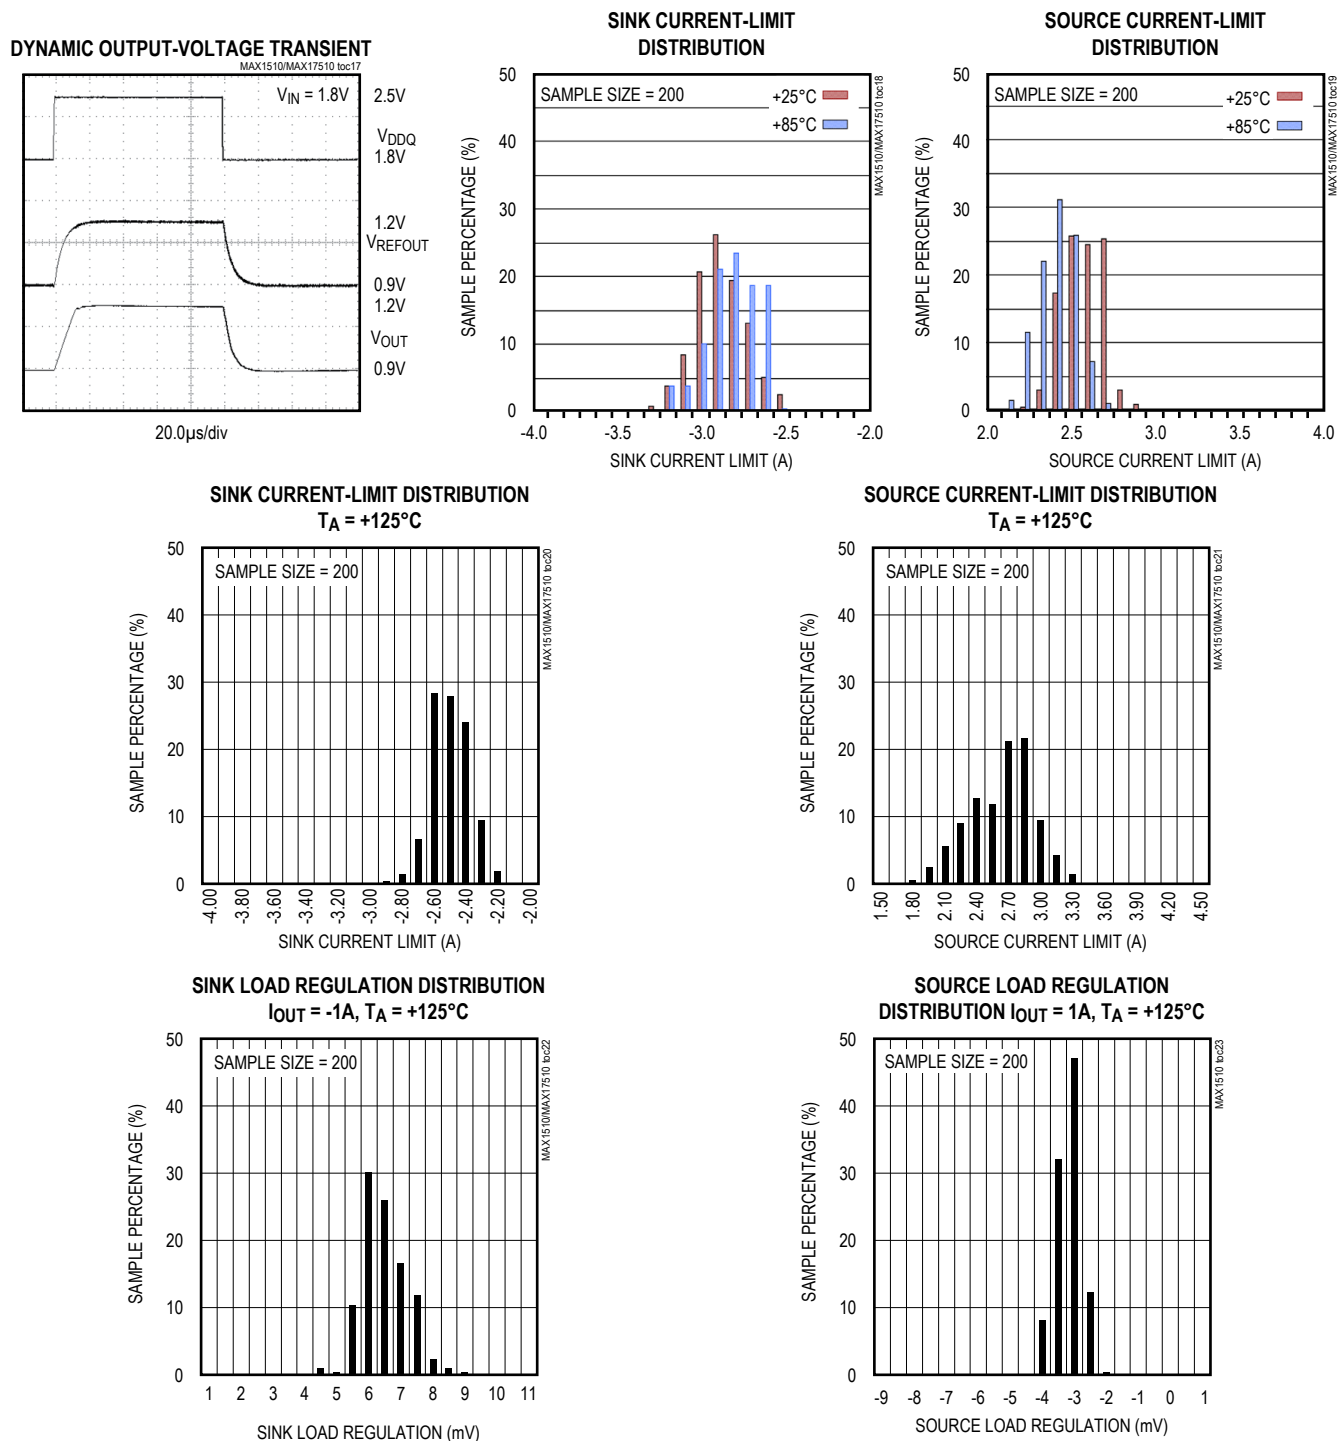 DYNAMIC OUTPUT-VOLTAGE TRANSIENT
MAX1510/MAX17510 toc17
VIN = 1.8V
2.5V
VDDQ
1.8V
1.2V
VREFOUT
0.9V
1.2V
VOUT
0.9V
20.0µs/div
SINK CURRENT-LIMIT
DISTRIBUTION
MAX1510/MAX17510 toc18
SAMPLE SIZE = 200
+25°C
+85°C
SAMPLE PERCENTAGE (%)
50
40
30
20
10
0
-4.0 -3.5 -3.0 -2.5 -2.0
SINK CURRENT LIMIT (A)
SOURCE CURRENT-LIMIT
DISTRIBUTION
MAX1510/MAX17510 toc19
SAMPLE SIZE = 200
+25°C
+85°C
SAMPLE PERCENTAGE (%)
50
40
30
20
10
0
2.0 2.5 3.0 3.5 4.0
SOURCE CURRENT LIMIT (A)
SINK CURRENT-LIMIT DISTRIBUTION
TA = +125°C
MAX1510/MAX17510 toc20
SAMPLE SIZE = 200
SAMPLE PERCENTAGE (%)
50
40
30
20
10
0
-4.00 -3.80 -3.60 -3.40 -3.20 -3.00 -2.80 -2.60 -2.40 -2.20 -2.00
SINK CURRENT LIMIT (A)
SOURCE CURRENT-LIMIT DISTRIBUTION
TA = +125°C
MAX1510/MAX17510 toc21
SAMPLE SIZE = 200
SAMPLE PERCENTAGE (%)
50
40
30
20
10
0
1.50 1.80 2.10 2.40 2.70 3.00 3.30 3.60 3.90 4.20 4.50
SOURCE CURRENT LIMIT (A)
SINK LOAD REGULATION DISTRIBUTION
IOUT = -1A, TA = +125°C
MAX1510/MAX17510 toc22
SAMPLE SIZE = 200
SAMPLE PERCENTAGE (%)
50
40
30
20
10
0
1 2 3 4 5 6 7 8 9 10 11
SINK LOAD REGULATION (mV)
SOURCE LOAD REGULATION
DISTRIBUTION IOUT = 1A, TA = +125°C
MAX1510 toc23
SAMPLE SIZE = 200
SAMPLE PERCENTAGE (%)
50
40
30
20
10
0
-9 -8 -7 -6 -5 -4 -3 -2 -1 0 1
SOURCE LOAD REGULATION (mV)